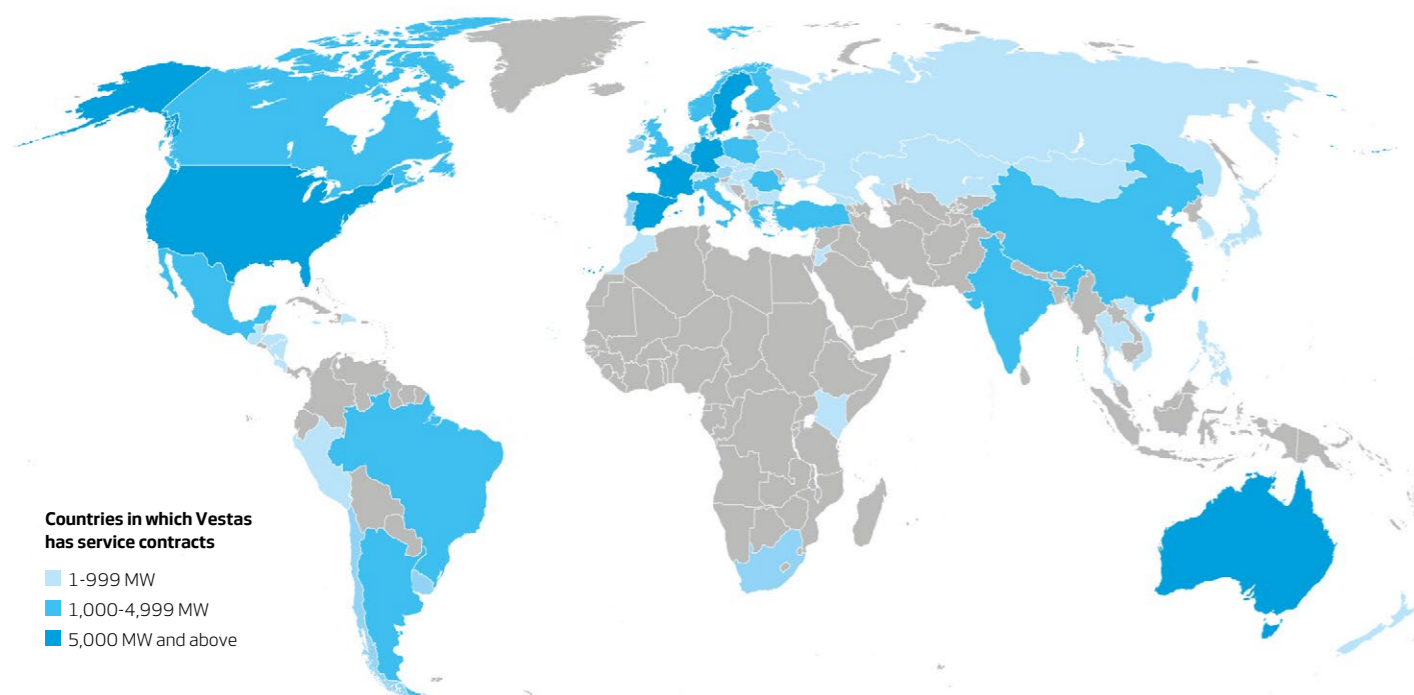 Countries in which Vestas
has service contracts
1-999 MW
1,000-4,999 MW
5,000 MW and above